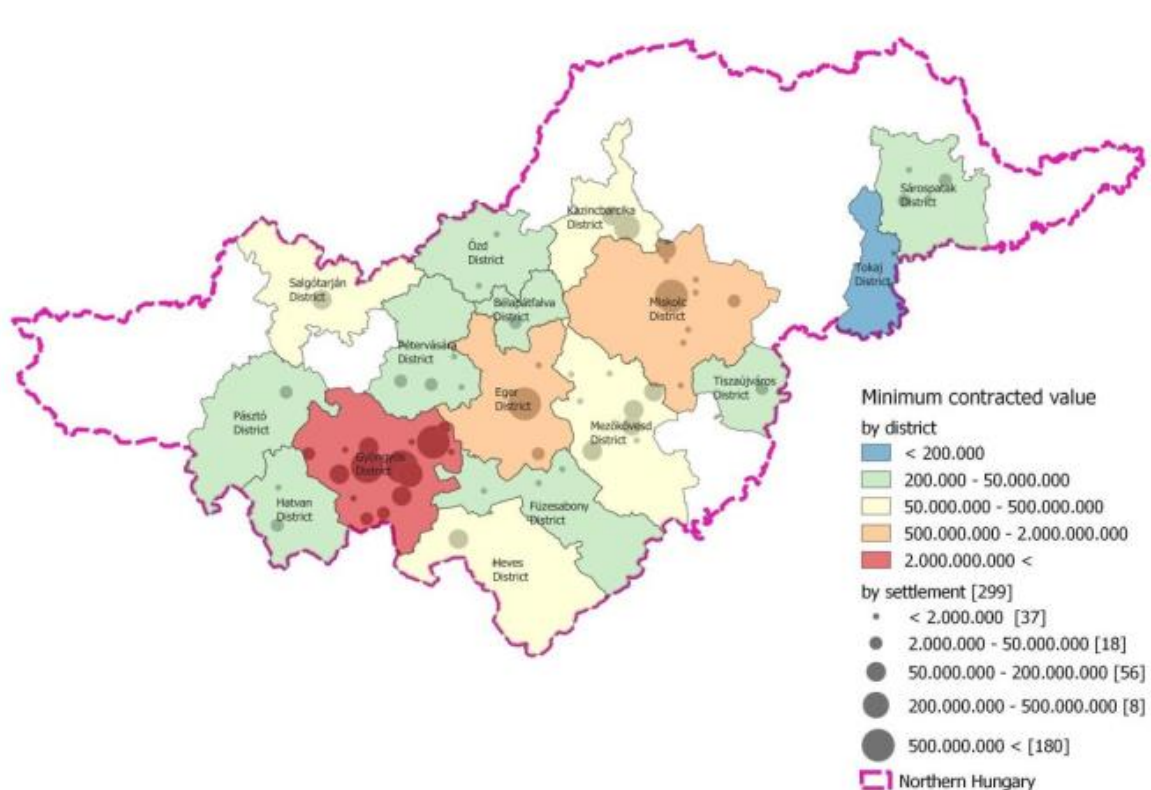 Sárospatak
District
Kazincbarcika
District
Ózd
District
Tokaj
District
Salgótarján
District
Bélapátfalva
District
Miskolc
District
Pétervására
District
Tiszaújváros
District
Eger
District
Pásztó
District
Mezőkövesd
District
Gyöngyös
District
Hatvan
District
Füzesabony
District
Heves
District
Minimum contracted value
by district
< 200.000
200.000 - 50.000.000
50.000.000 - 500.000.000
500.000.000 - 2.000.000.000
2.000.000.000 <
by settlement [299]
< 2.000.000 [37]
2.000.000 - 50.000.000 [18]
50.000.000 - 200.000.000 [56]
200.000.000 - 500.000.000 [8]
500.000.000 < [180]
Northern Hungary